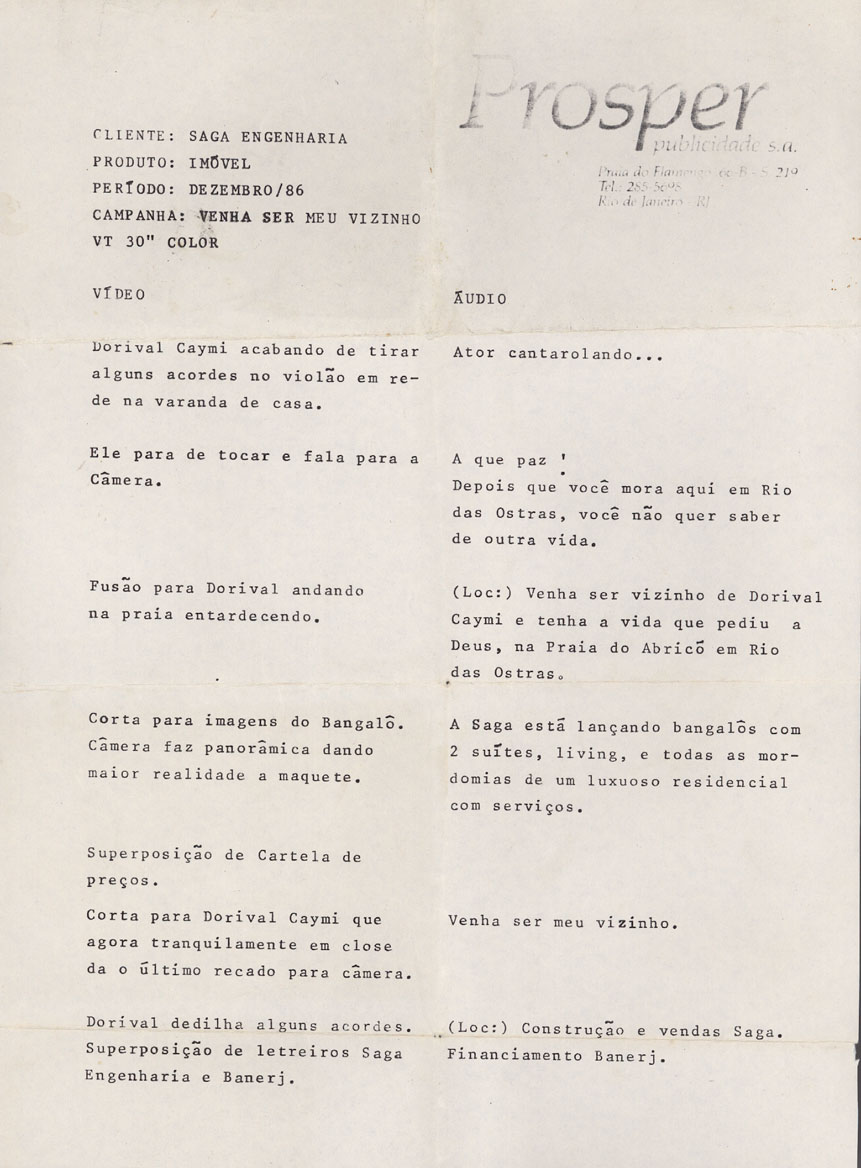 Prosper
publicidade s.a.
Praia do Flamengo, 66-B - S. 219
Tel.: 285-5695
Rio de Janeiro - RJ
CLIENTE: SAGA ENGENHARIA
PRODUTO: IMÓVEL
PERÍODO: DEZEMBRO/86
CAMPANHA: VENHA SER MEU VIZINHO
VT 30" COLOR
VÍDEO
Dorival Caymi acabando de tirar
alguns acordes no violão em re-
de na varanda de casa.
Ele para de tocar e fala para a
Câmera.
Fusão para Dorival andando
na praia entardecendo.
Corta para imagens do Bangalô.
Câmera faz panorâmica dando
maior realidade a maquete.
Superposição de Cartela de
preços.
Corta para Dorival Caymi que
agora tranquilamente em close
da o último recado para câmera.
Dorival dedilha alguns acordes.
Superposição de letreiros Saga
Engenharia e Banerj.
ÁUDIO
Ator cantarolando...
A que paz !
Depois que você mora aqui em Rio
das Ostras, você não quer saber
de outra vida.
(Loc:) Venha ser vizinho de Dorival
Caymi e tenha a vida que pediu a
Deus, na Praia do Abricó em Rio
das Ostras.
A Saga está lançando bangalôs com
2 suítes, living, e todas as mor-
domias de um luxuoso residencial
com serviços.
Venha ser meu vizinho.
(Loc:) Construção e vendas Saga.
Financiamento Banerj.